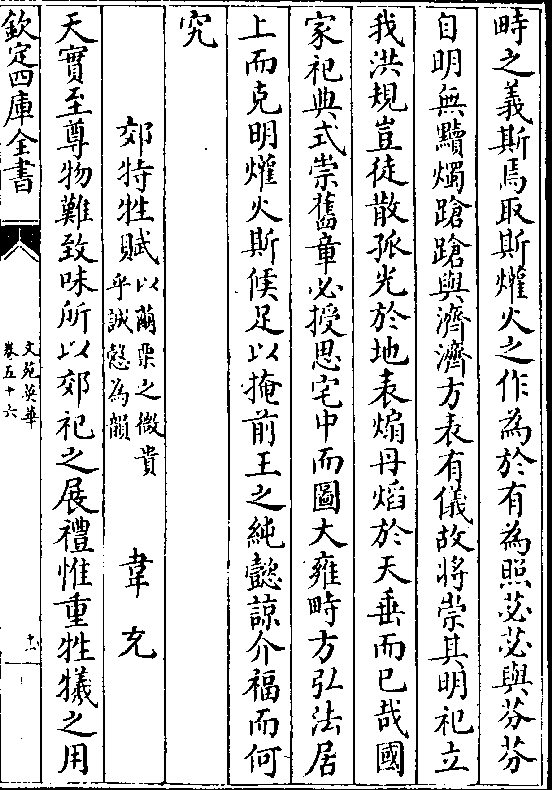 畤之義斯焉取斯爟火之作為於有為照苾苾與芬芬
自明無黷燭蹌蹌與濟濟方表有儀故將崇其明祀立
我洪規豈徒散孤光於地表煽丹熖於天垂而已哉國
家祀典式崇舊章必授思宅中而圖大雍畤方弘法居
上而克明爟火斯候足以掩前王之純懿諒介福而何
究
郊特牲賦以繭栗之微貴乎誠慤為韻 韋充
天實至尊物難致味所以郊祀之展禮惟重牲犧之用
欽定四庫全書
文苑英華
卷五十六
十一